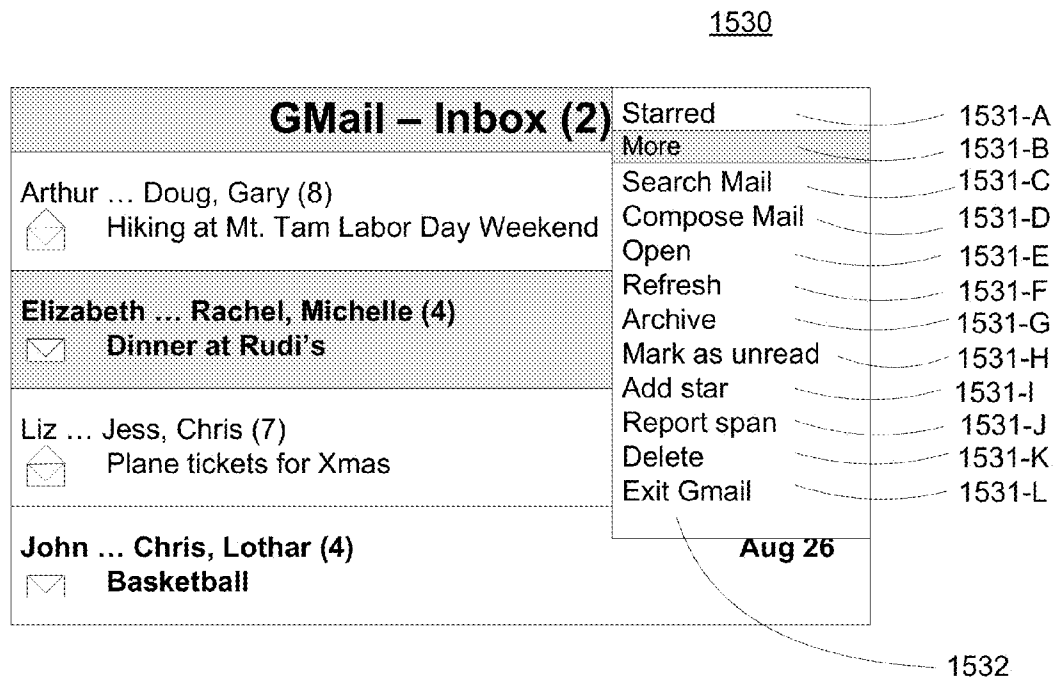 1530
GMail – Inbox (2)
Starred 1531-A
More 1531-B
Arthur ... Doug, Gary (8)
Hiking at Mt. Tam Labor Day Weekend
Search Mail 1531-C
Compose Mail 1531-D
Open 1531-E
Refresh 1531-F
Archive 1531-G
Mark as unread 1531-H
Add star 1531-I
Report span 1531-J
Delete 1531-K
Exit Gmail 1531-L
Elizabeth ... Rachel, Michelle (4)
Dinner at Rudi's
Liz ... Jess, Chris (7)
Plane tickets for Xmas
John ... Chris, Lothar (4) Aug 26
Basketball
1532